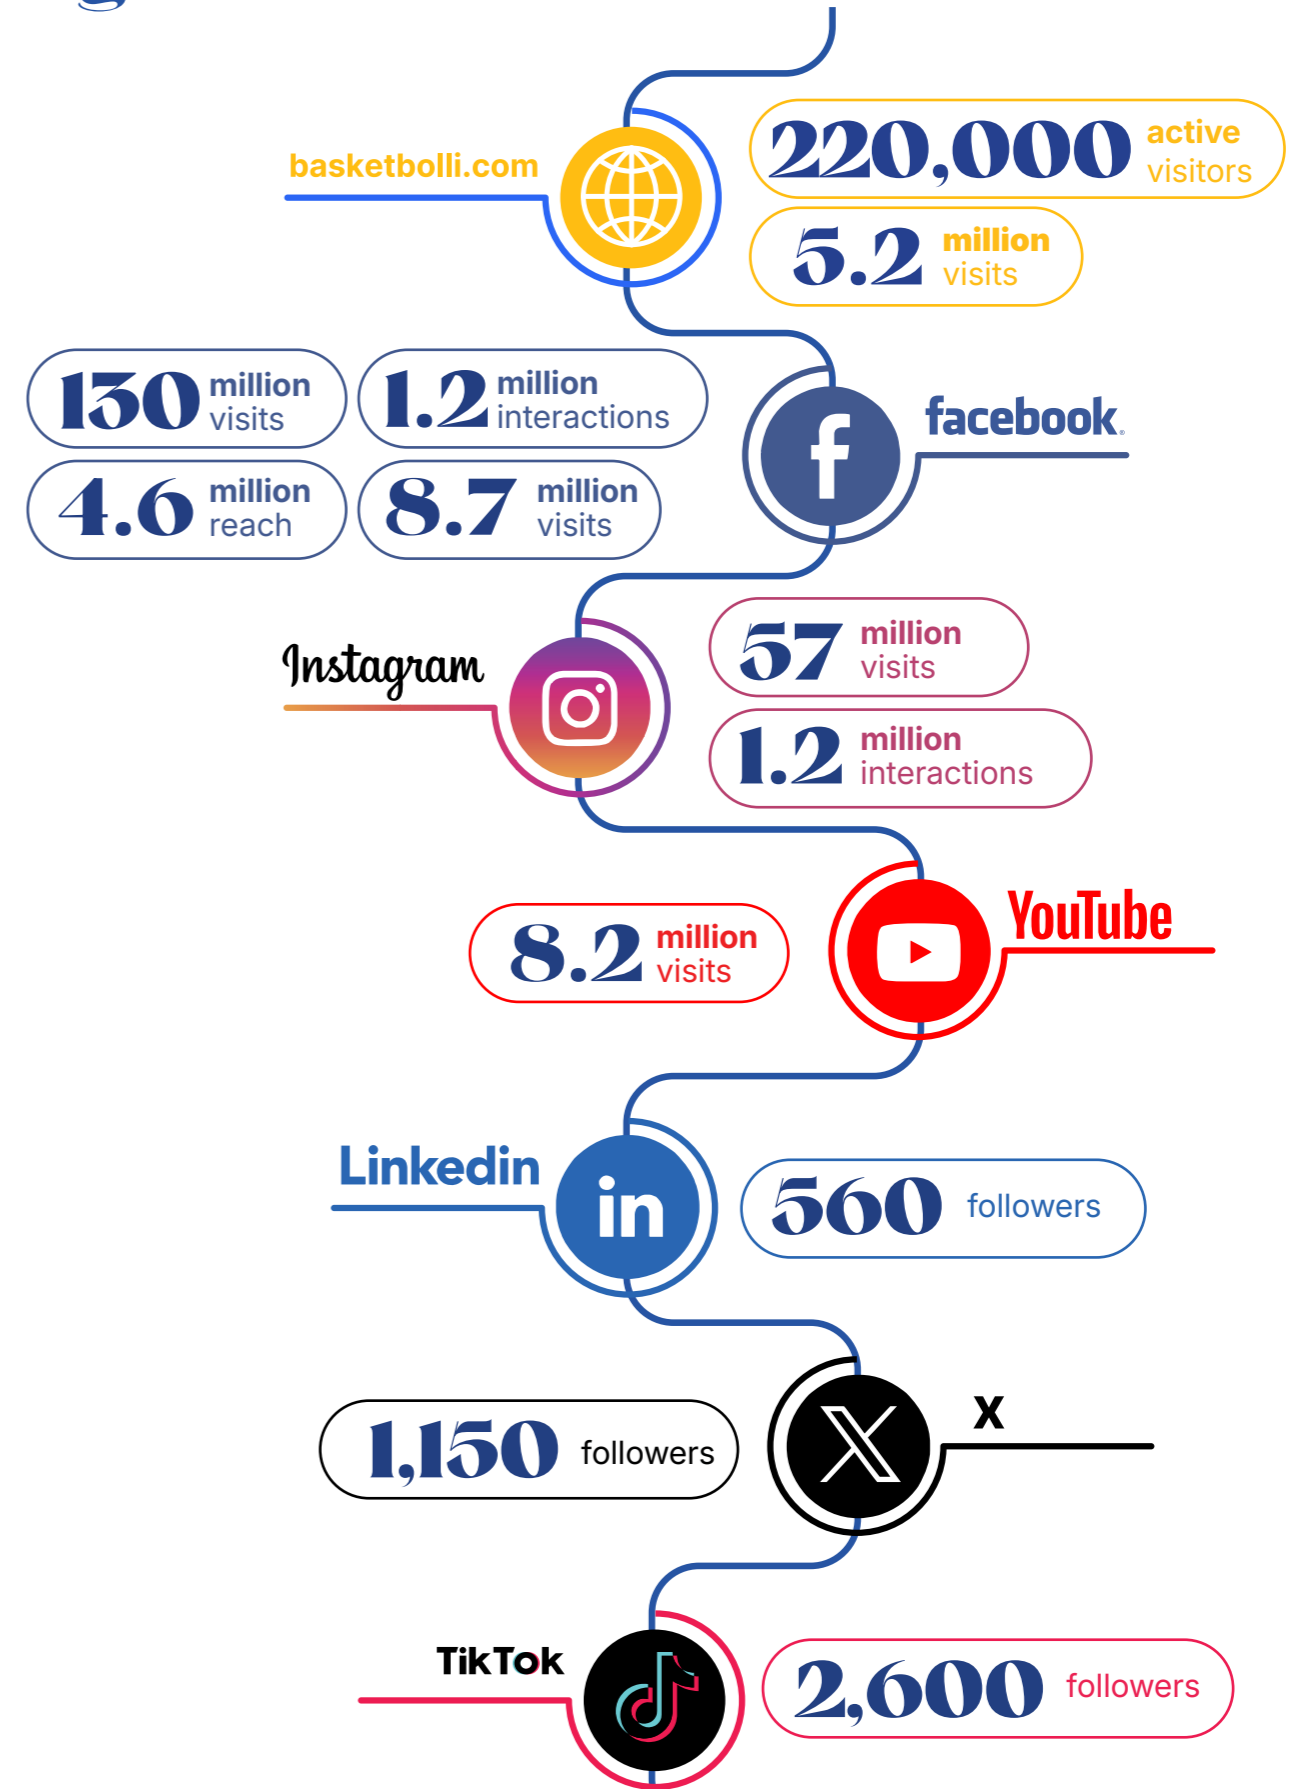 basketbolli.com
220,000 active
visitors
5.2 million
visits
130 million
visits
1.2 million
interactions
4.6 million
reach
8.7 million
visits
f
facebook
Instagram
57 million
visits
1.2 million
interactions
8.2 million
visits
YouTube
Linkedin
in
560 followers
1,150 followers
X
X
TikTok
2,600 followers